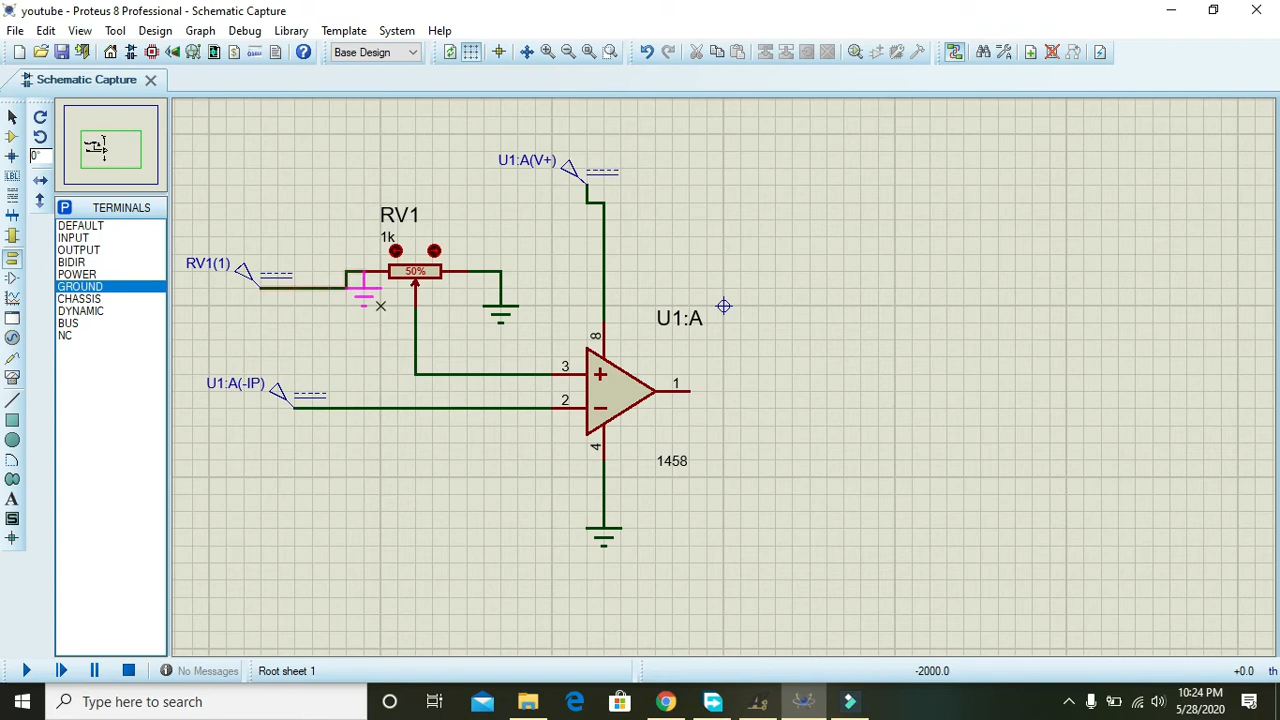 youtube - Proteus 8 Professional - Schematic Capture
File Edit View Tool Design Graph Debug Library Template System Help
Base Design
Schematic Capture
0°
LBL
P TERMINALS
DEFAULT
INPUT
OUTPUT
BIDIR
POWER
GROUND
CHASSIS
DYNAMIC
BUS
NC
A
S
U1:A(V+)
RV1
1k
50%
RV1(1)
U1:A
8
3
2
1
U1:A(-IP)
4
1458
No Messages
Root sheet 1
-2000.0
+0.0
th
Type here to search
10:24 PM
5/28/2020